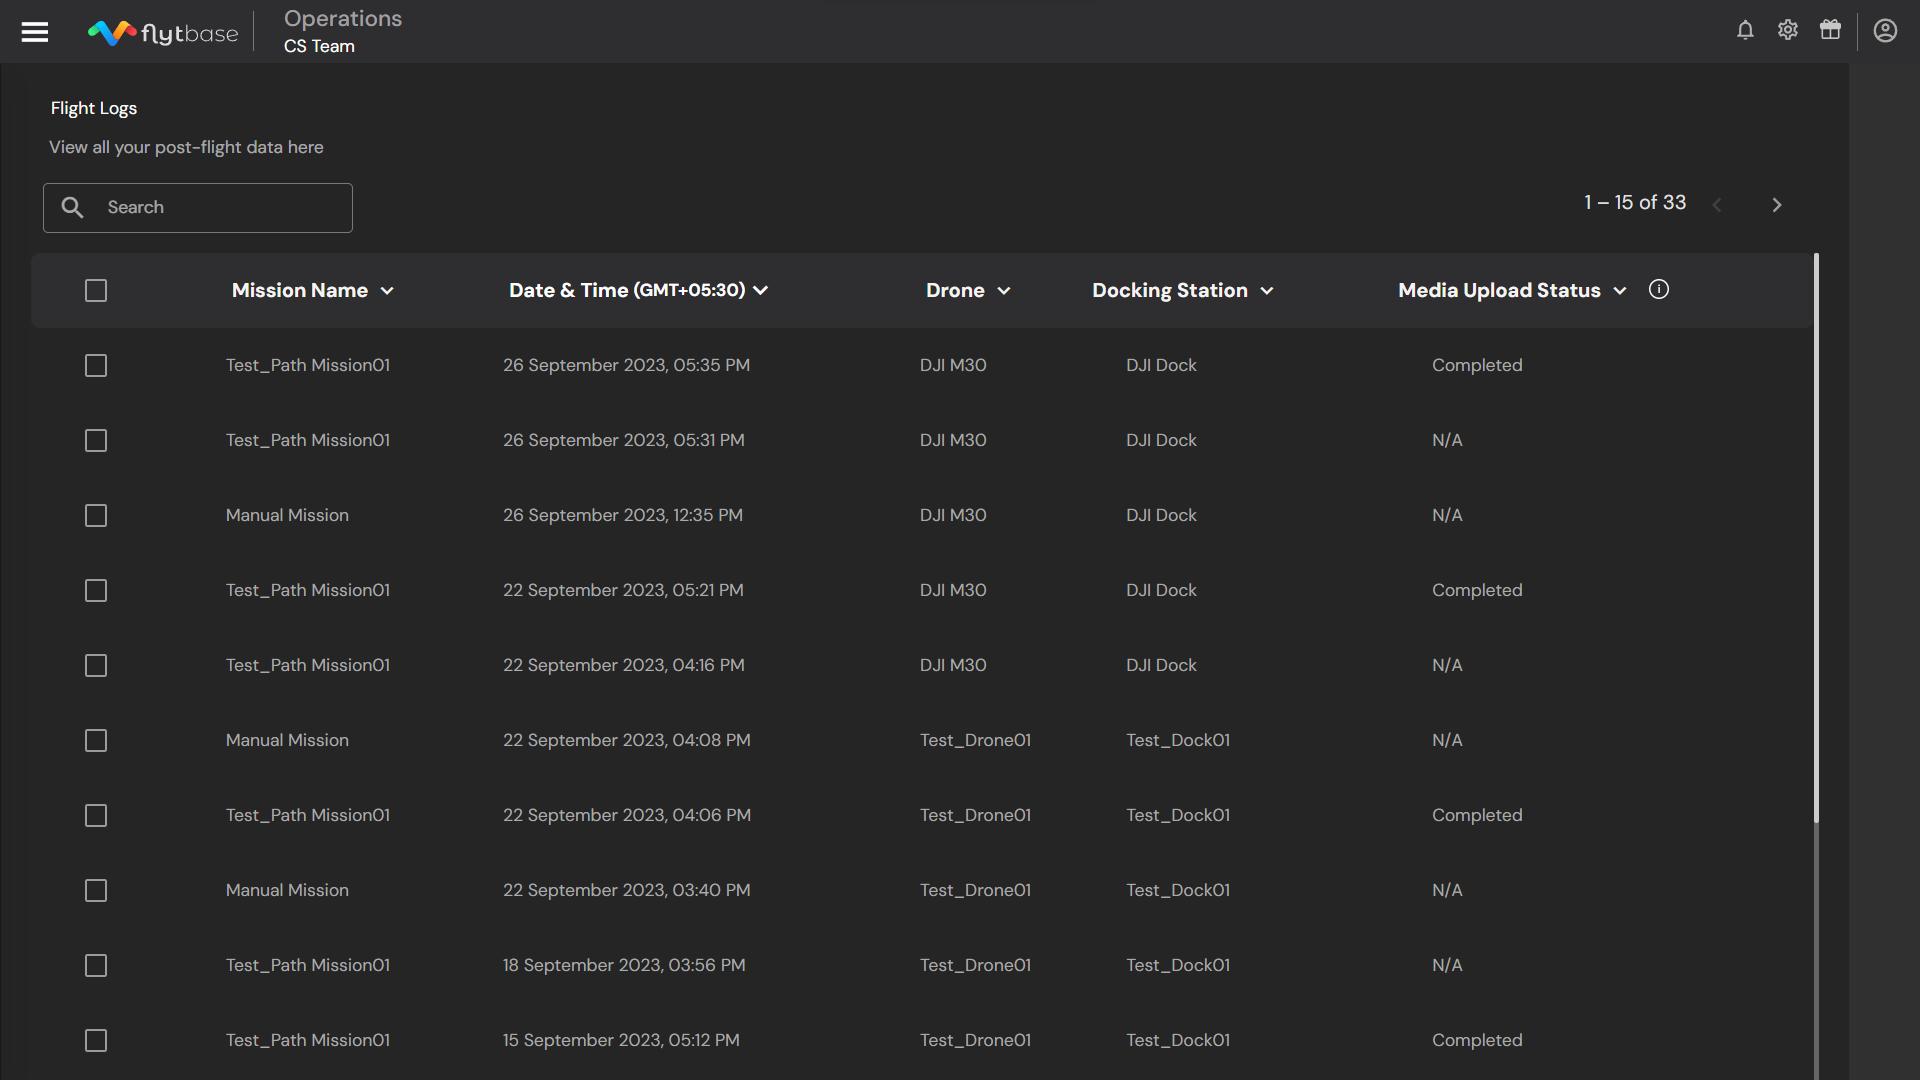 flytbase
Operations
CS Team
Flight Logs
View all your post-flight data here
Search
1 – 15 of 33
Mission Name Date & Time (GMT+05:30) Drone Docking Station Media Upload Status
Test_Path Mission01 26 September 2023, 05:35 PM DJI M30 DJI Dock Completed
Test_Path Mission01 26 September 2023, 05:31 PM DJI M30 DJI Dock N/A
Manual Mission 26 September 2023, 12:35 PM DJI M30 DJI Dock N/A
Test_Path Mission01 22 September 2023, 05:21 PM DJI M30 DJI Dock Completed
Test_Path Mission01 22 September 2023, 04:16 PM DJI M30 DJI Dock N/A
Manual Mission 22 September 2023, 04:08 PM Test_Drone01 Test_Dock01 N/A
Test_Path Mission01 22 September 2023, 04:06 PM Test_Drone01 Test_Dock01 Completed
Manual Mission 22 September 2023, 03:40 PM Test_Drone01 Test_Dock01 N/A
Test_Path Mission01 18 September 2023, 03:56 PM Test_Drone01 Test_Dock01 N/A
Test_Path Mission01 15 September 2023, 05:12 PM Test_Drone01 Test_Dock01 Completed